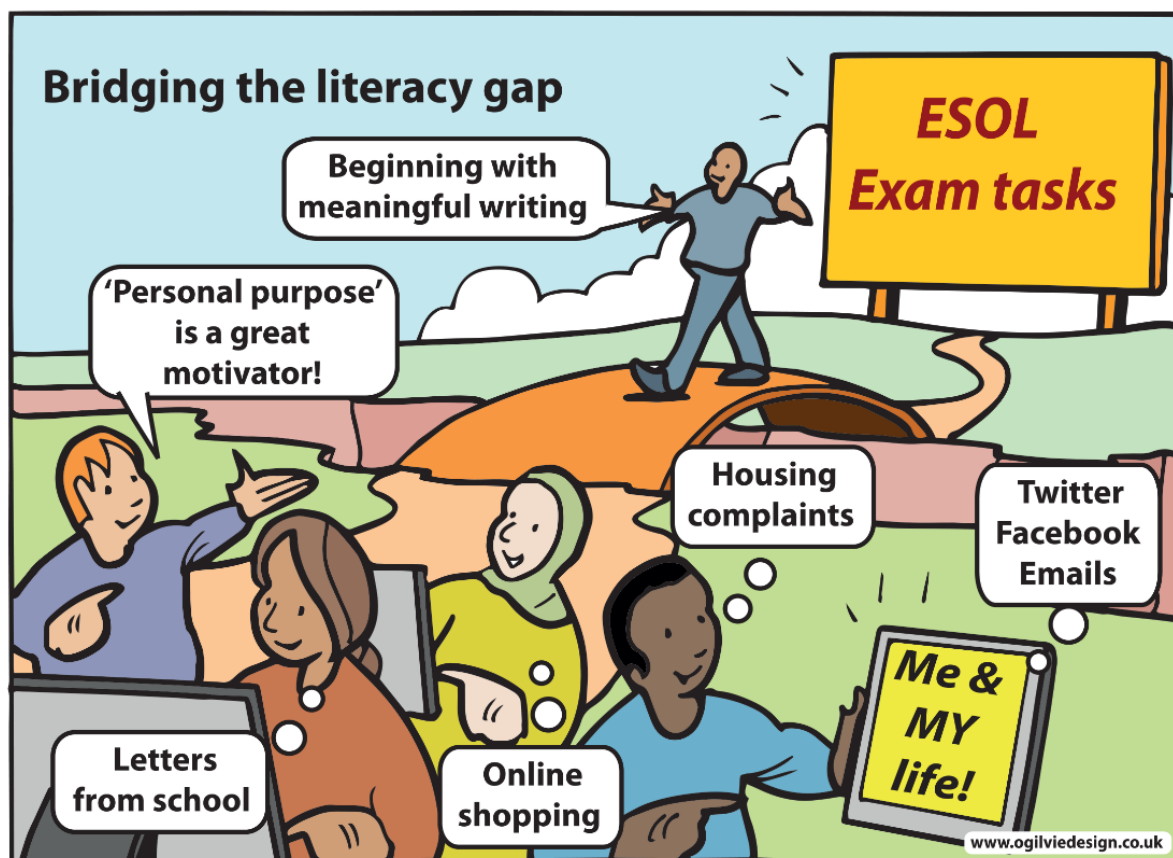 Bridging the literacy gap
ESOL
Exam tasks
Beginning with
meaningful writing
'Personal purpose'
is a great
motivator!
Housing
complaints
Twitter
Facebook
Emails
Me &
MY
life!
Letters
from school
Online
shopping
www.ogilviedesign.co.uk